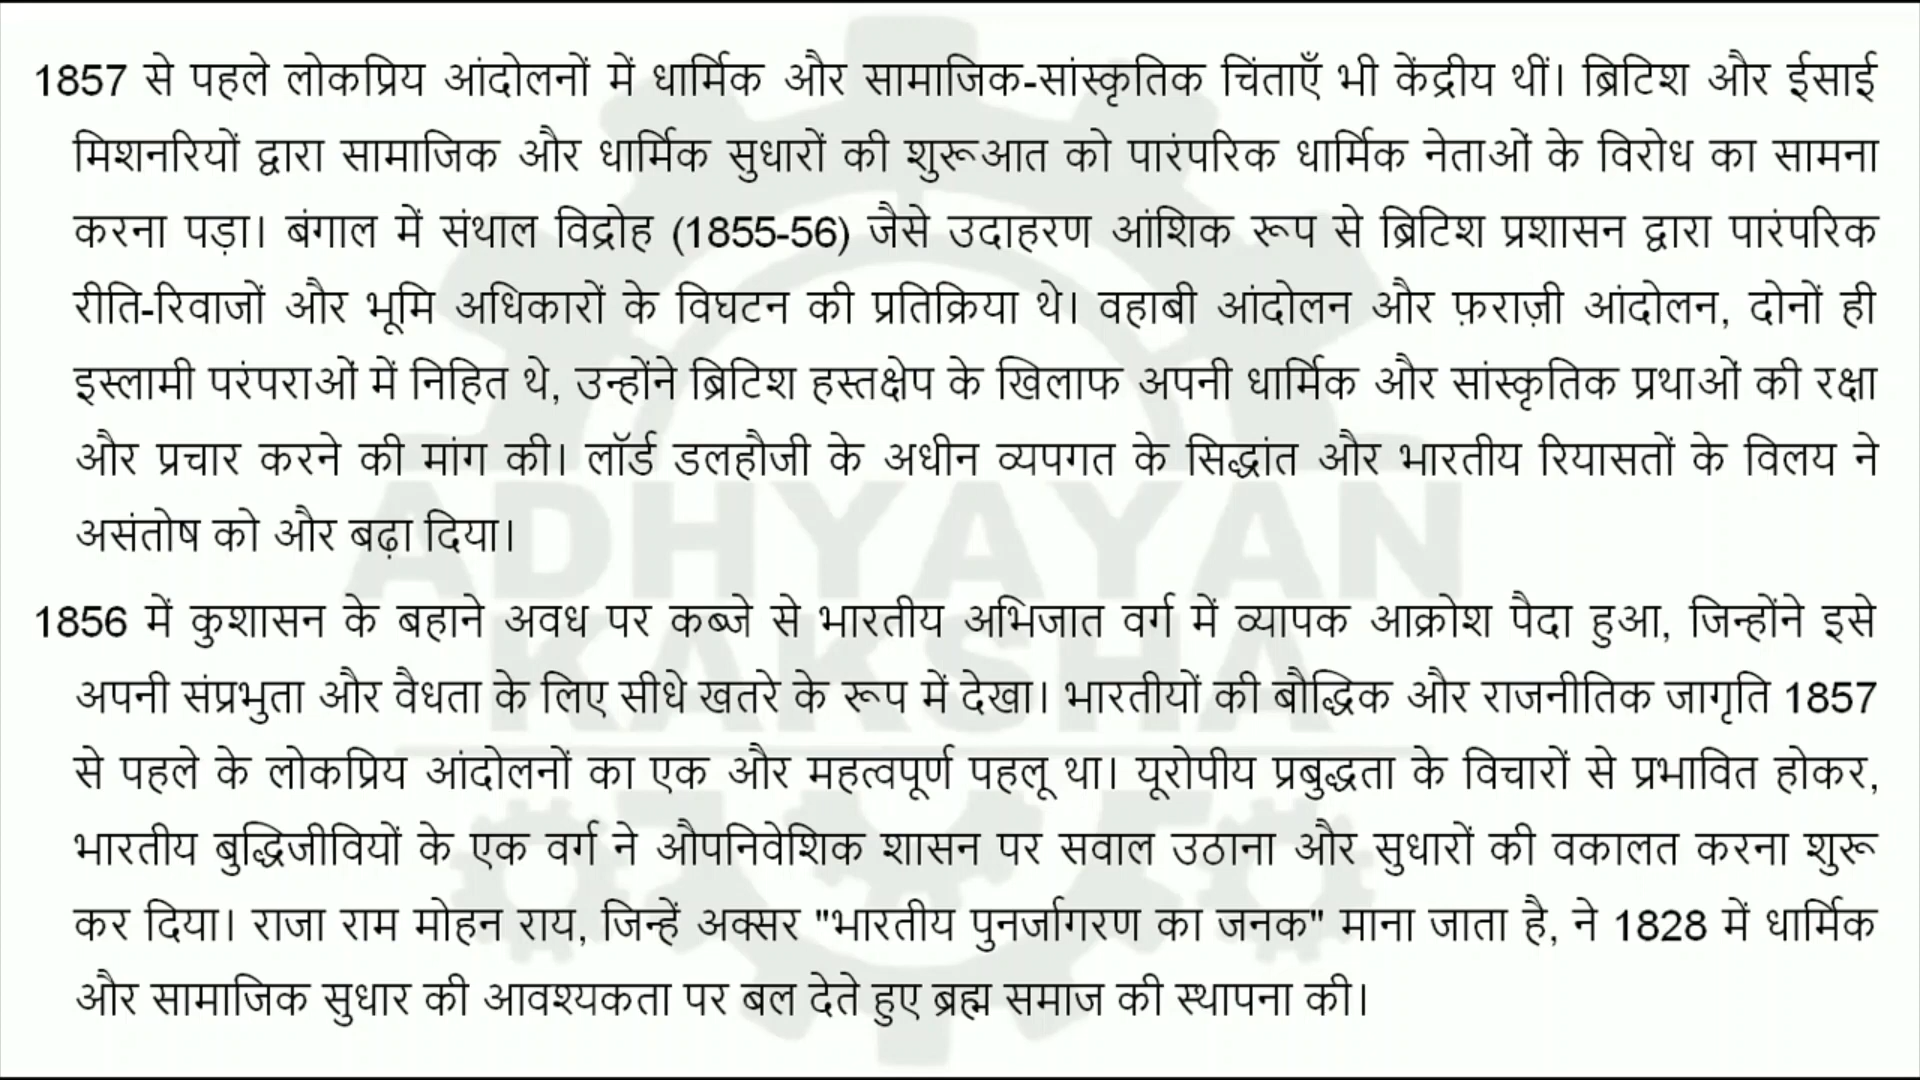 1857 से पहले लोकप्रिय आंदोलनों में धार्मिक और सामाजिक-सांस्कृतिक चिंताएँ भी केंद्रीय थीं। ब्रिटिश और ईसाई
मिशनरियों द्वारा सामाजिक और धार्मिक सुधारों की शुरूआत को पारंपरिक धार्मिक नेताओं के विरोध का सामना
करना पड़ा। बंगाल में संथाल विद्रोह (1855-56) जैसे उदाहरण आंशिक रूप से ब्रिटिश प्रशासन द्वारा पारंपरिक
रीति-रिवाजों और भूमि अधिकारों के विघटन की प्रतिक्रिया थे। वहाबी आंदोलन और फ़राज़ी आंदोलन, दोनों ही
इस्लामी परंपराओं में निहित थे, उन्होंने ब्रिटिश हस्तक्षेप के खिलाफ अपनी धार्मिक और सांस्कृतिक प्रथाओं की रक्षा
और प्रचार करने की मांग की। लॉर्ड डलहौजी के अधीन व्यपगत के सिद्धांत और भारतीय रियासतों के विलय ने
असंतोष को और बढ़ा दिया।
ADHYAYAN
1856 में कुशासन के बहाने अवध पर कब्जे से भारतीय अभिजात वर्ग में व्यापक आक्रोश पैदा हुआ, जिन्होंने इसे
KAKSHA
अपनी संप्रभुता और वैधता के लिए सीधे खतरे के रूप में देखा। भारतीयों की बौद्धिक और राजनीतिक जागृति 1857
से पहले के लोकप्रिय आंदोलनों का एक और महत्वपूर्ण पहलू था। यूरोपीय प्रबुद्धता के विचारों से प्रभावित होकर,
भारतीय बुद्धिजीवियों के एक वर्ग ने औपनिवेशिक शासन पर सवाल उठाना और सुधारों की वकालत करना शुरू
कर दिया। राजा राम मोहन राय, जिन्हें अक्सर "भारतीय पुनर्जागरण का जनक" माना जाता है, ने 1828 में धार्मिक
और सामाजिक सुधार की आवश्यकता पर बल देते हुए ब्रह्म समाज की स्थापना की।